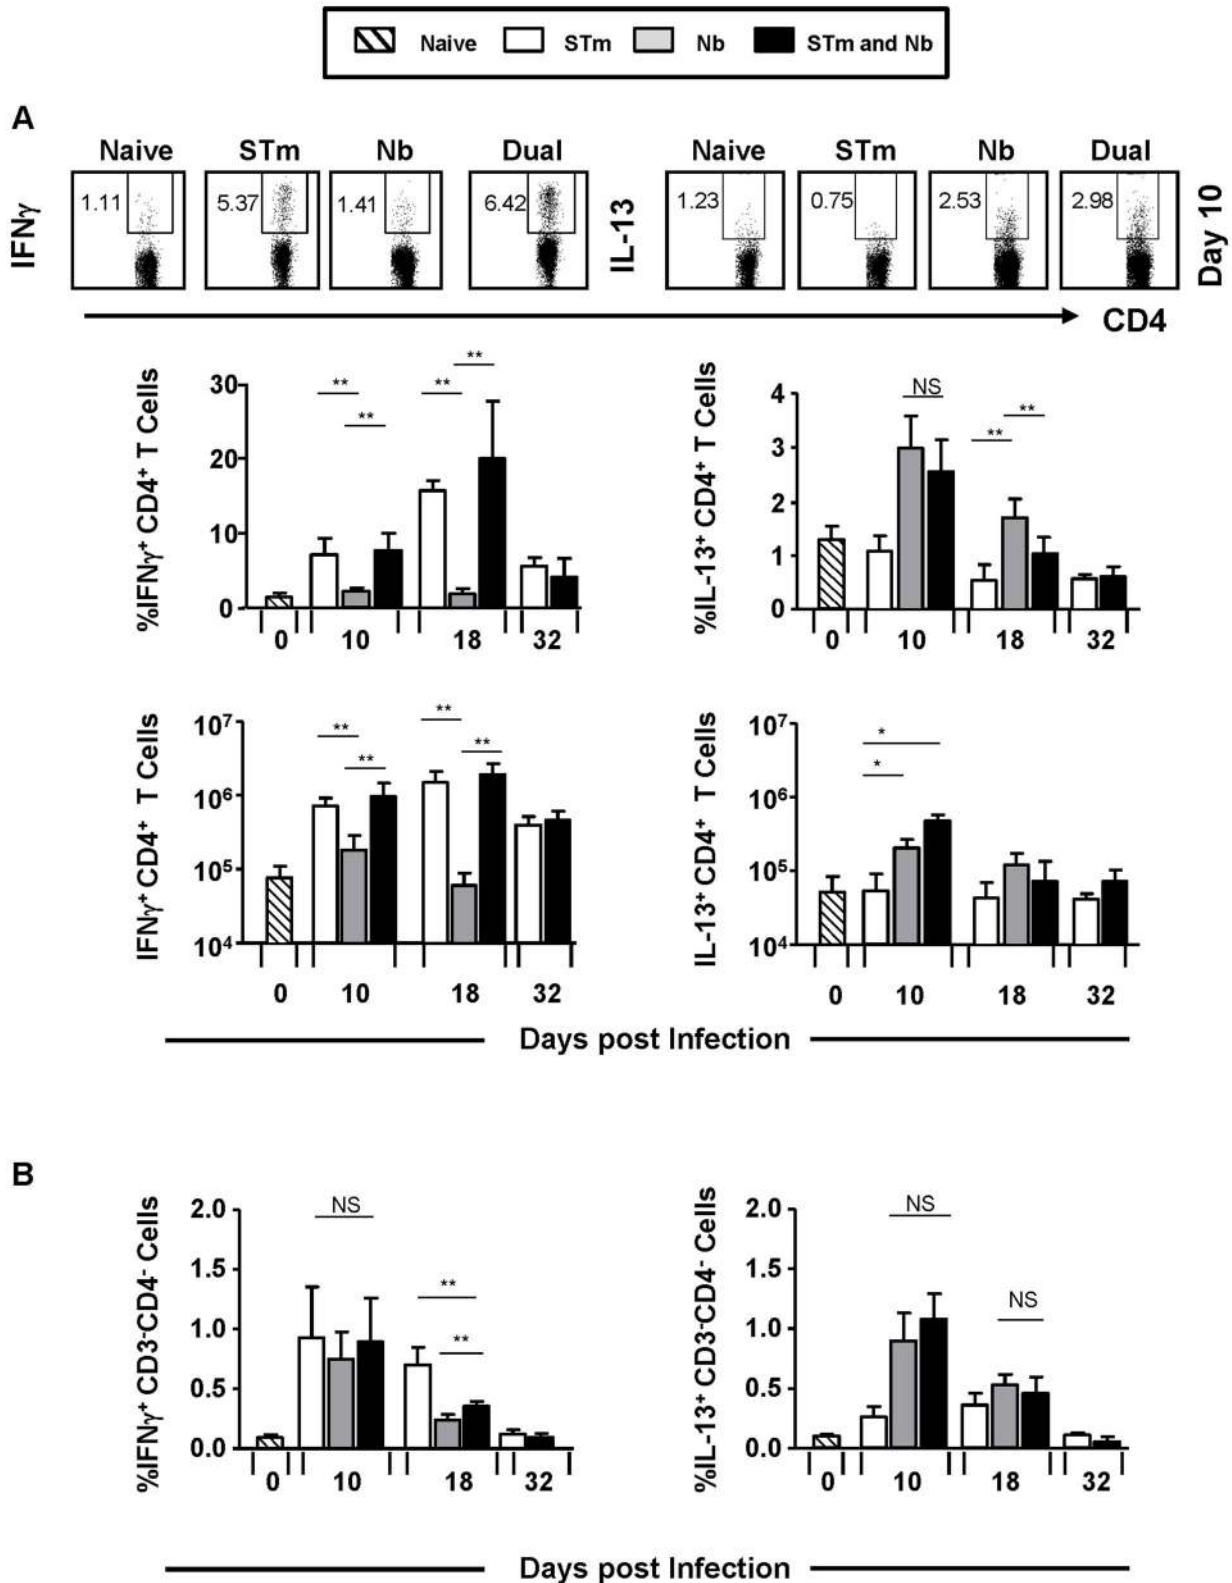 Naive STm Nb STm and Nb
A
Naive STm Nb Dual Naive STm Nb Dual
IFNγ 1.11 5.37 1.41 6.42 IL-13 1.23 0.75 2.53 2.98 Day 10
CD4
%IFNγ⁺ CD4⁺ T Cells
30
20
10
0
** ** ** **
0 10 18 32
%IL-13⁺ CD4⁺ T Cells
4
3
2
1
0
NS ** **
0 10 18 32
IFNγ⁺ CD4⁺ T Cells
10⁷
10⁶
10⁵
10⁴
** ** ** **
0 10 18 32
IL-13⁺ CD4⁺ T Cells
10⁷
10⁶
10⁵
10⁴
* *
0 10 18 32
Days post Infection
B
%IFNγ⁺ CD3⁻CD4⁻ Cells
2.0
1.5
1.0
0.5
0.0
NS ** **
0 10 18 32
%IL-13⁺ CD3⁻CD4⁻ Cells
2.0
1.5
1.0
0.5
0.0
NS NS
0 10 18 32
Days post Infection